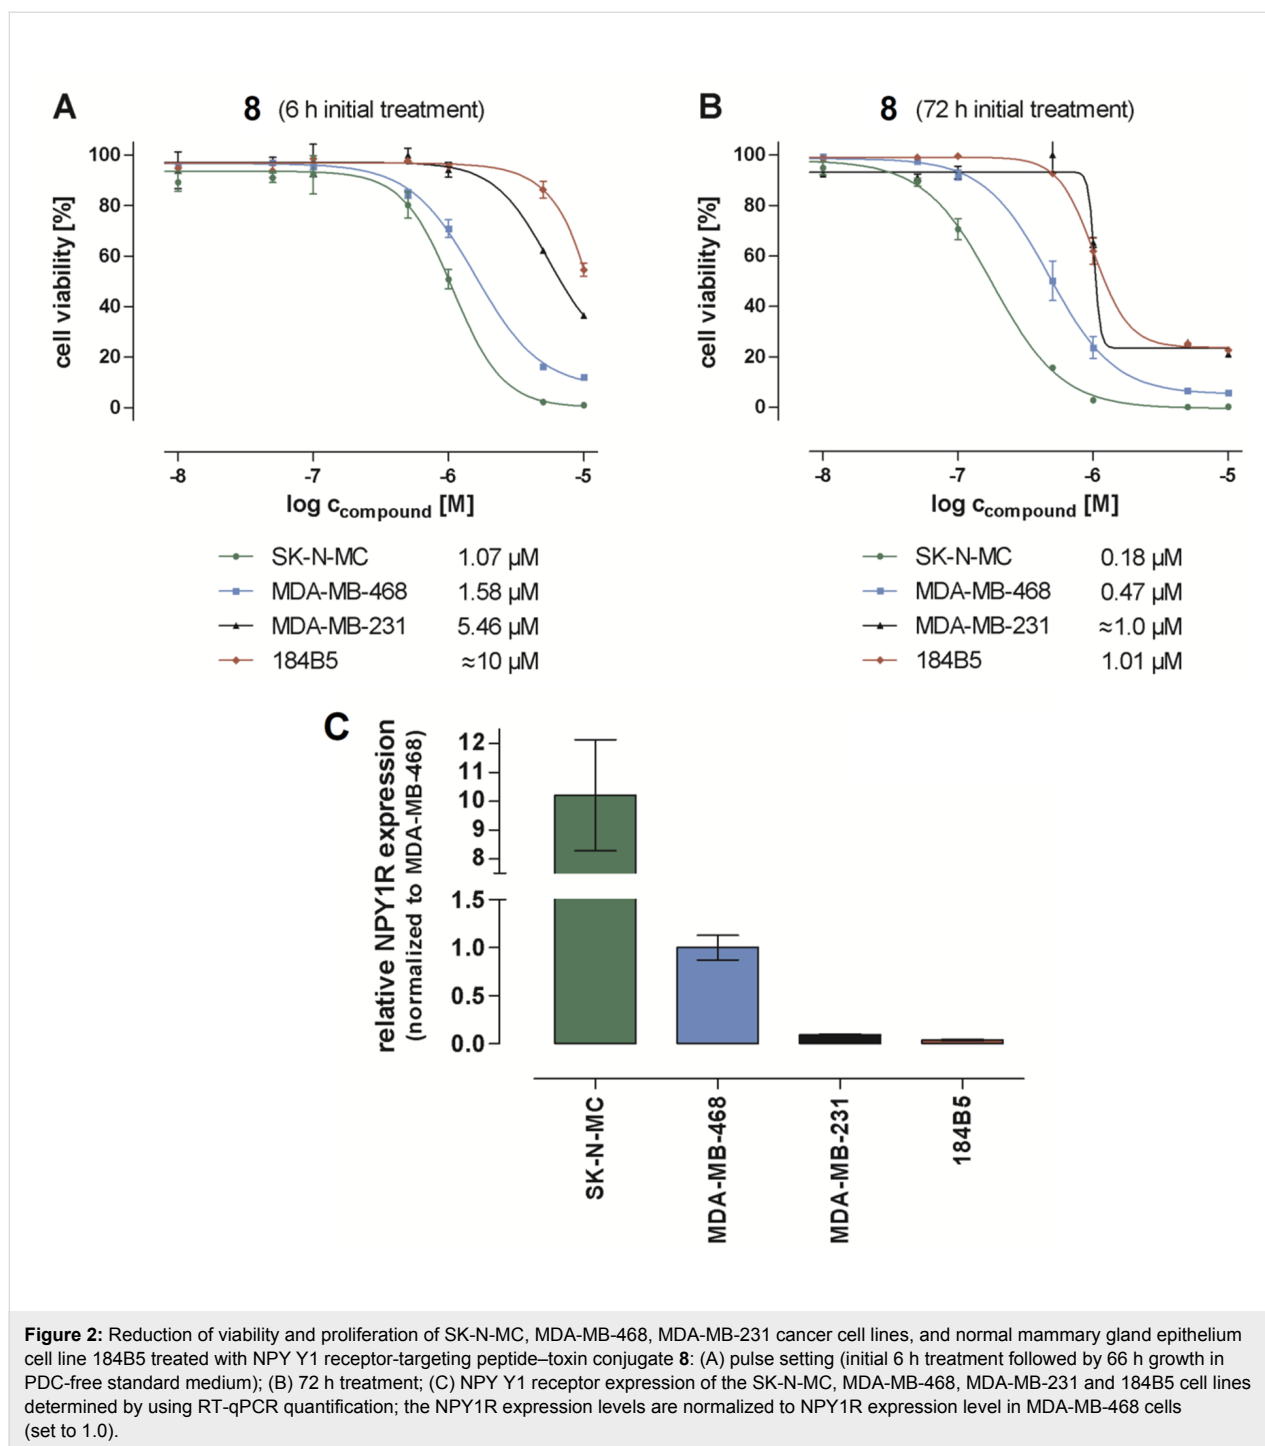 A
8 (6 h initial treatment)
cell viability [%]
100
80
60
40
20
0
-8
-7
-6
-5
log c_compound [M]
SK-N-MC 1.07 µM
MDA-MB-468 1.58 µM
MDA-MB-231 5.46 µM
184B5 ≈10 µM
B
8 (72 h initial treatment)
cell viability [%]
100
80
60
40
20
0
-8
-7
-6
-5
log c_compound [M]
SK-N-MC 0.18 µM
MDA-MB-468 0.47 µM
MDA-MB-231 ≈1.0 µM
184B5 1.01 µM
C
relative NPY1R expression
(normalized to MDA-MB-468)
12
11
10
9
8
1.5
1.0
0.5
0.0
SK-N-MC
MDA-MB-468
MDA-MB-231
184B5
Figure 2: Reduction of viability and proliferation of SK-N-MC, MDA-MB-468, MDA-MB-231 cancer cell lines, and normal mammary gland epithelium
cell line 184B5 treated with NPY Y1 receptor-targeting peptide–toxin conjugate 8: (A) pulse setting (initial 6 h treatment followed by 66 h growth in
PDC-free standard medium); (B) 72 h treatment; (C) NPY Y1 receptor expression of the SK-N-MC, MDA-MB-468, MDA-MB-231 and 184B5 cell lines
determined by using RT-qPCR quantification; the NPY1R expression levels are normalized to NPY1R expression level in MDA-MB-468 cells
(set to 1.0).